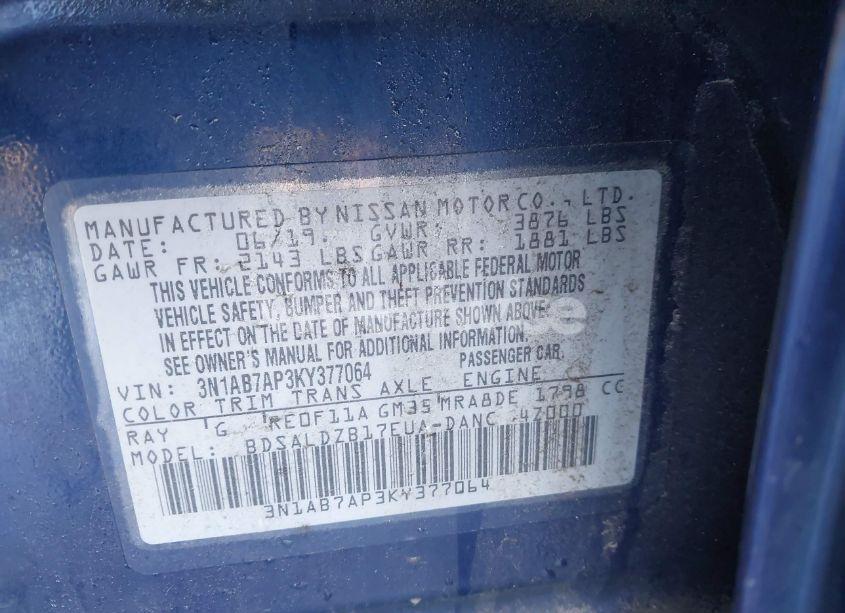 MANUFACTURED BY NISSAN MOTOR CO., LTD.
DATE: 06/19. GVWR: 3876 LBS
GAWR FR: 2143 LBS GAWR RR: 1881 LBS
THIS VEHICLE CONFORMS TO ALL APPLICABLE FEDERAL MOTOR
VEHICLE SAFETY, BUMPER AND THEFT PREVENTION STANDARDS
IN EFFECT ON THE DATE OF MANUFACTURE SHOWN ABOVE.
SEE OWNER'S MANUAL FOR ADDITIONAL INFORMATION.
VIN: 3N1AB7AP3KY377064 PASSENGER CAR.
COLOR TRIM TRANS AXLE ENGINE
RAY G RE0F11A GM35 MRA8DE 1798 CC
MODEL: BDSALDZB17EUA-DANC 4Z000
3N1AB7AP3KY377064